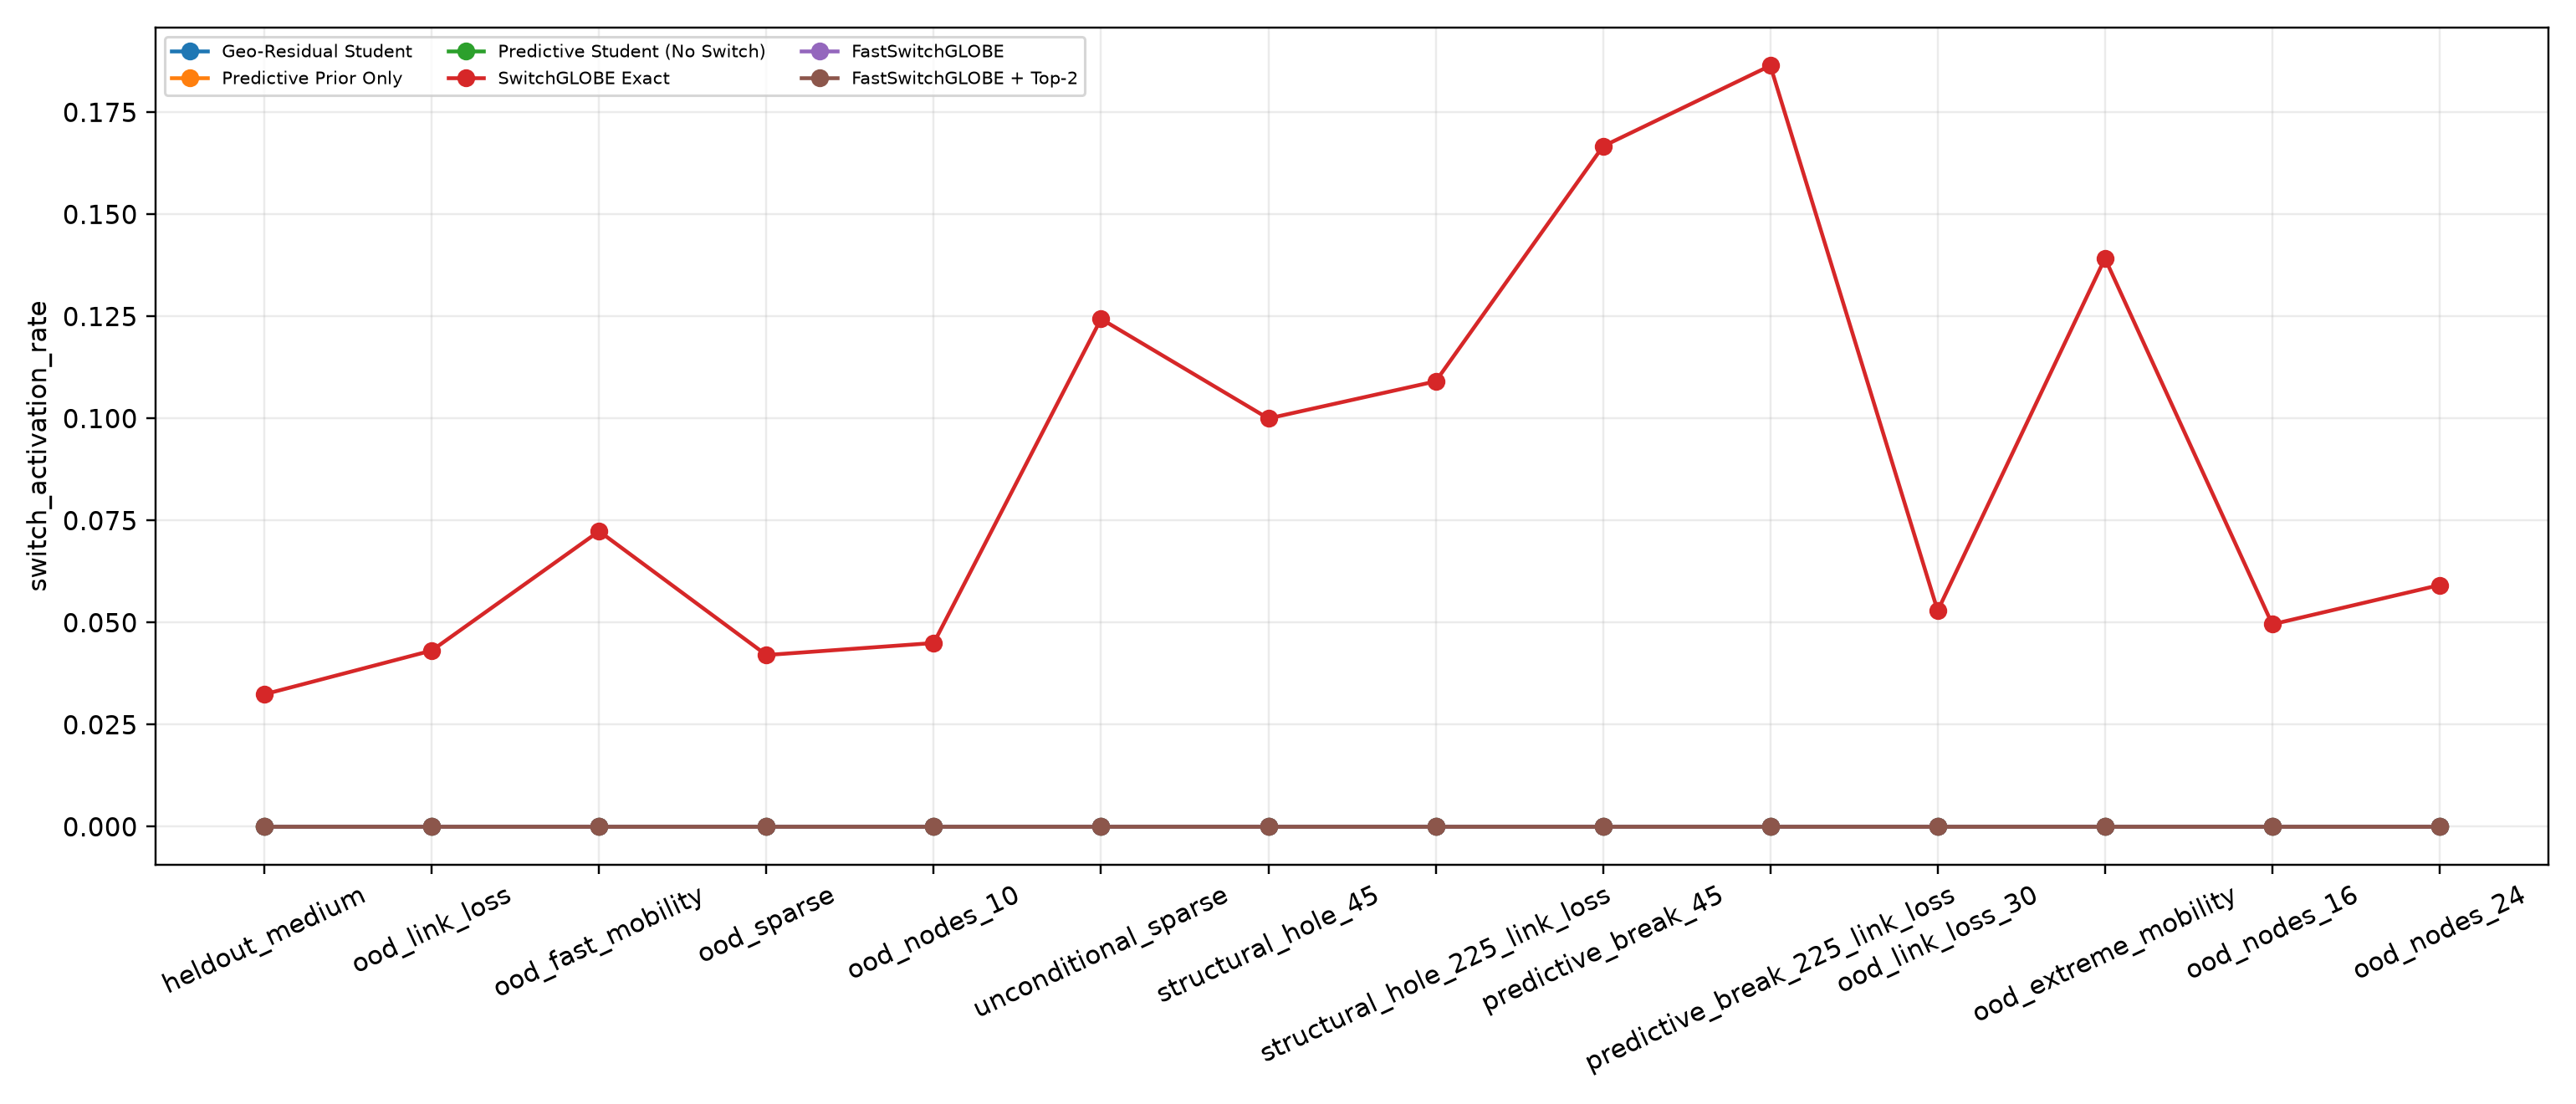 Geo-Residual Student
Predictive Prior Only
Predictive Student (No Switch)
SwitchGLOBE Exact
FastSwitchGLOBE
FastSwitchGLOBE + Top-2
switch_activation_rate
0.175
0.150
0.125
0.100
0.075
0.050
0.025
0.000
heldout_medium
ood_link_loss
ood_fast_mobility
ood_sparse
ood_nodes_10
unconditional_sparse
structural_hole_45
structural_hole_225_link_loss
predictive_break_45
predictive_break_225_link_loss
ood_link_loss_30
ood_extreme_mobility
ood_nodes_16
ood_nodes_24